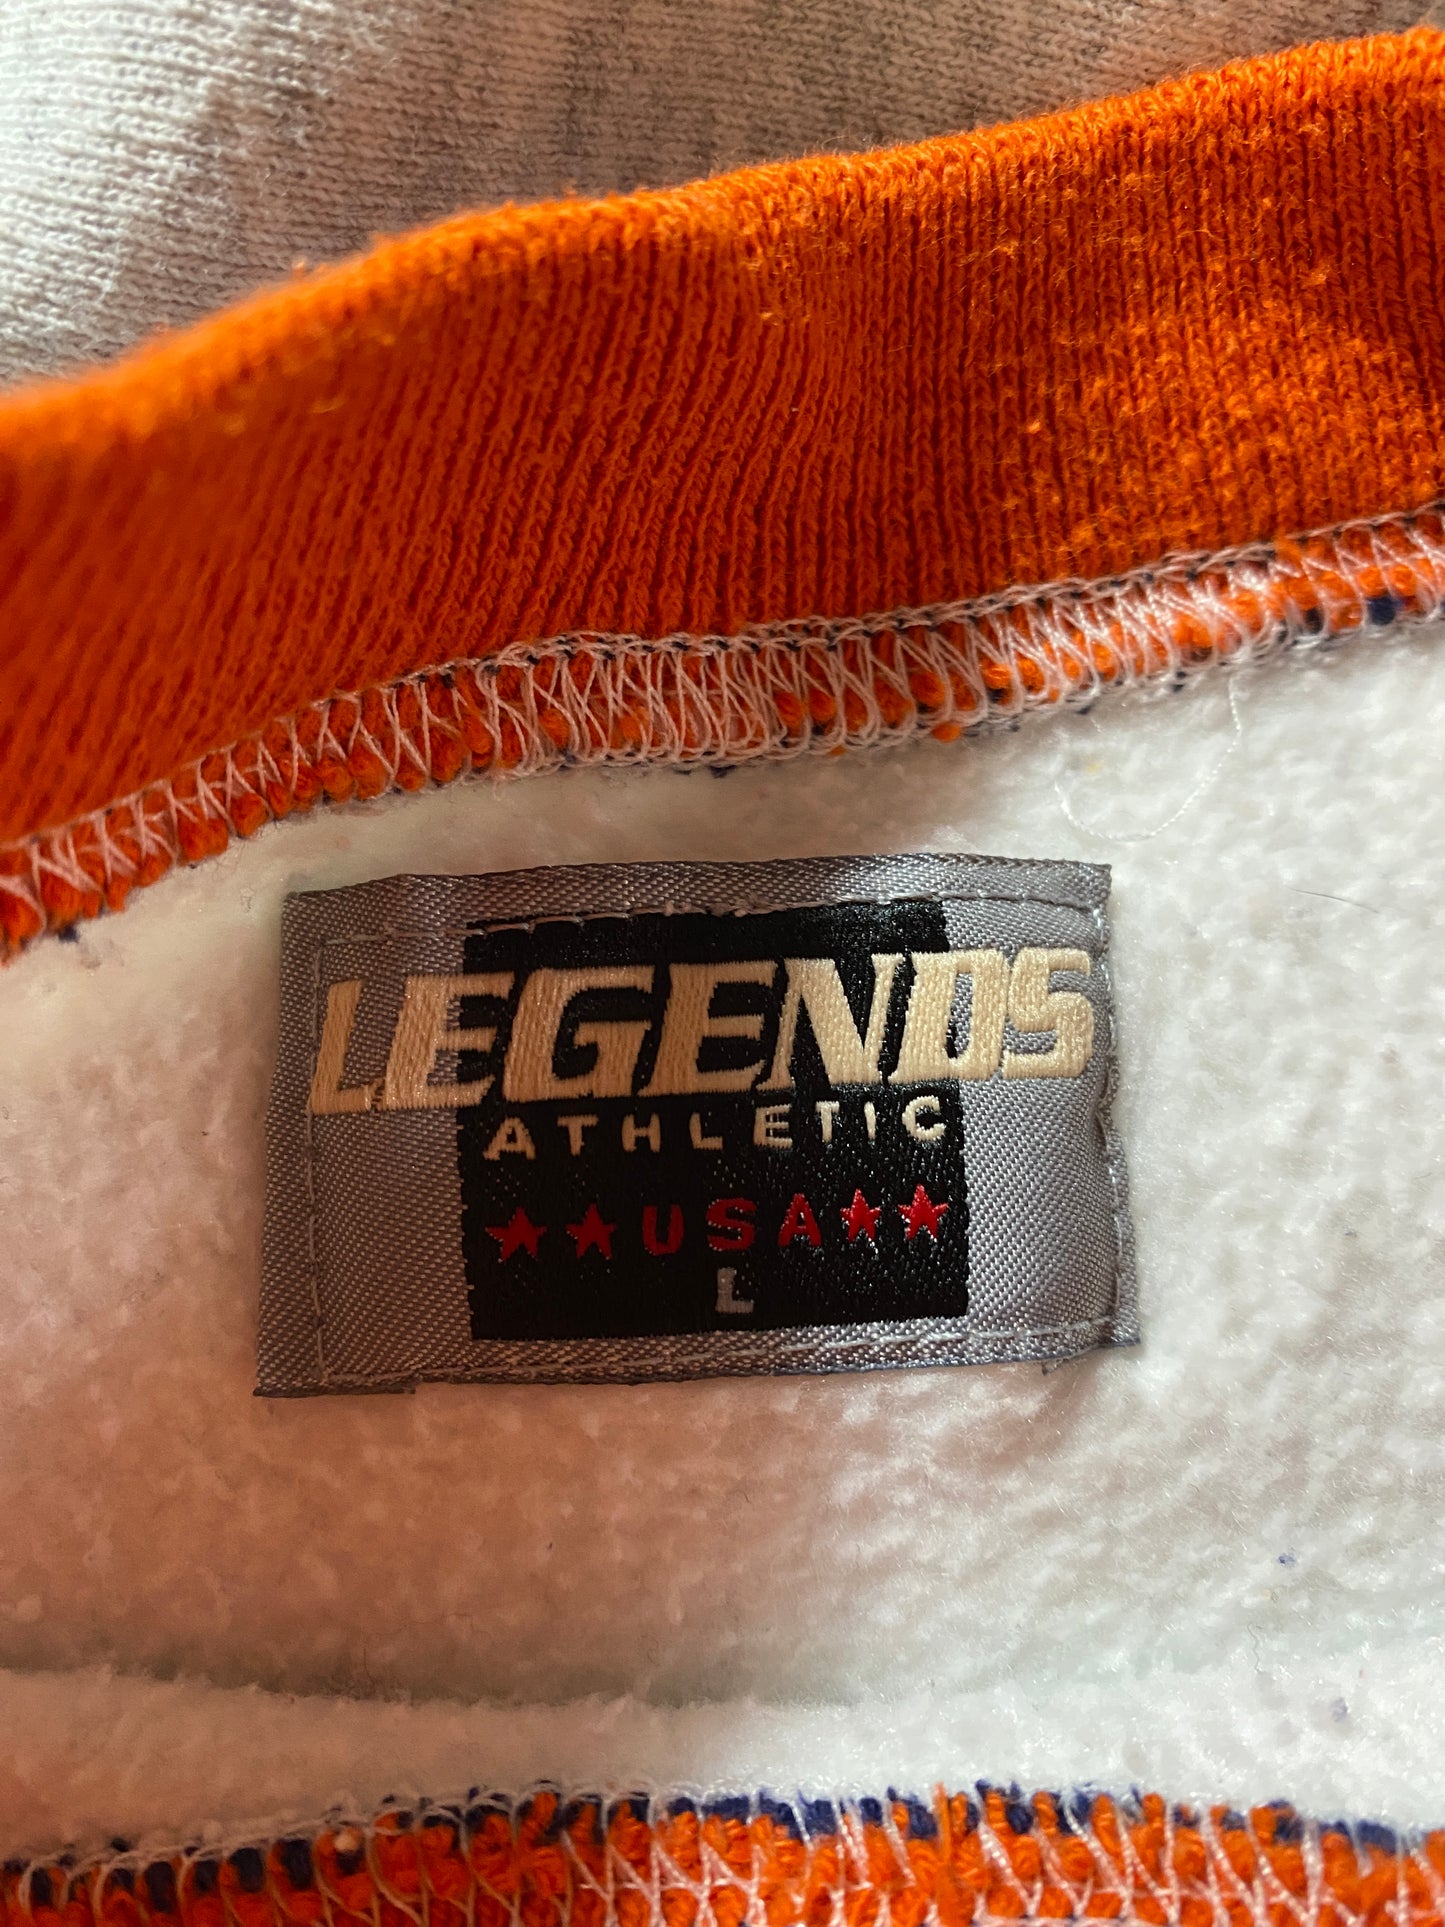 LEGENDS
ATHLETIC
★★USA★★
L